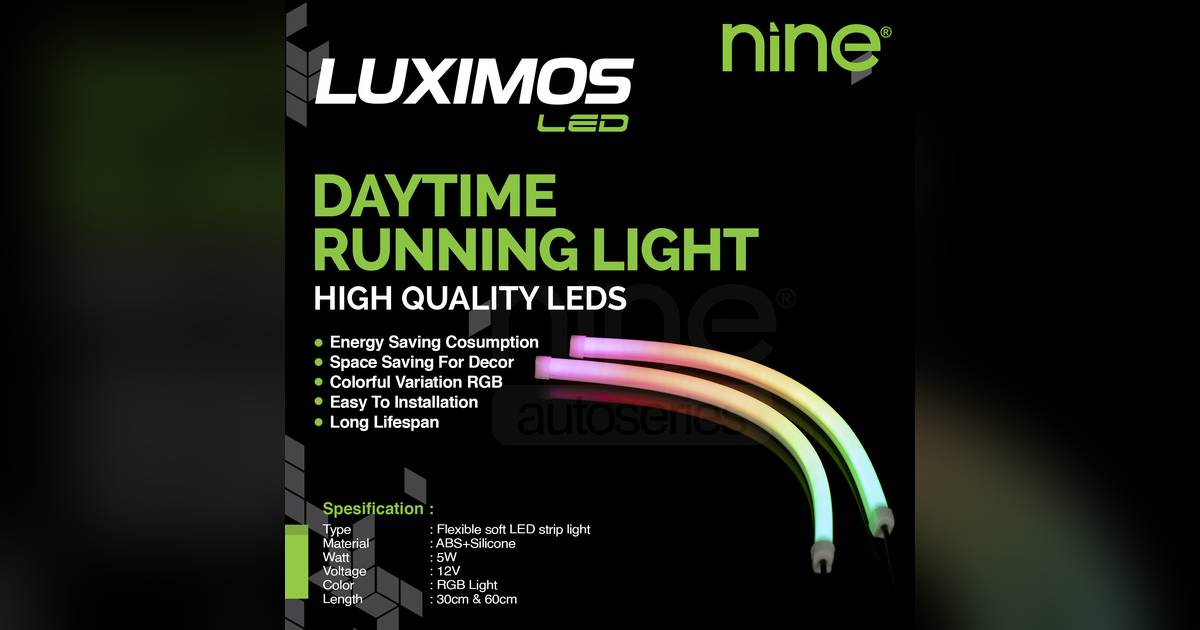 nine®
LUXIMOS
LED
DAYTIME
RUNNING LIGHT
HIGH QUALITY LEDS
nine®
autoseries
Energy Saving Cosumption
Space Saving For Decor
Colorful Variation RGB
Easy To Installation
Long Lifespan
Spesification :
Type : Flexible soft LED strip light
Material : ABS+Silicone
Watt : 5W
Voltage : 12V
Color : RGB Light
Length : 30cm & 60cm